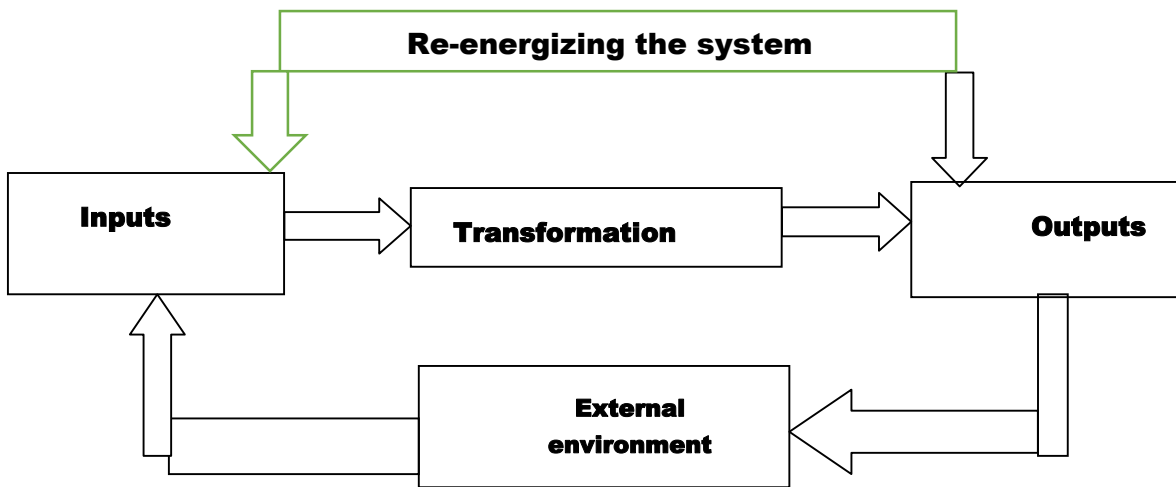 Re-energizing the system
Inputs
Transformation
Outputs
External
environment